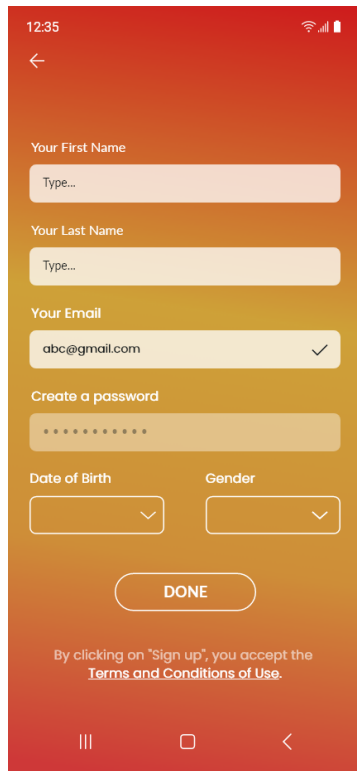 12:35
Your First Name
Type...
Your Last Name
Type...
Your Email
abc@gmail.com
Create a password
Date of Birth Gender
DONE
By clicking on "Sign up", you accept the
Terms and Conditions of Use.